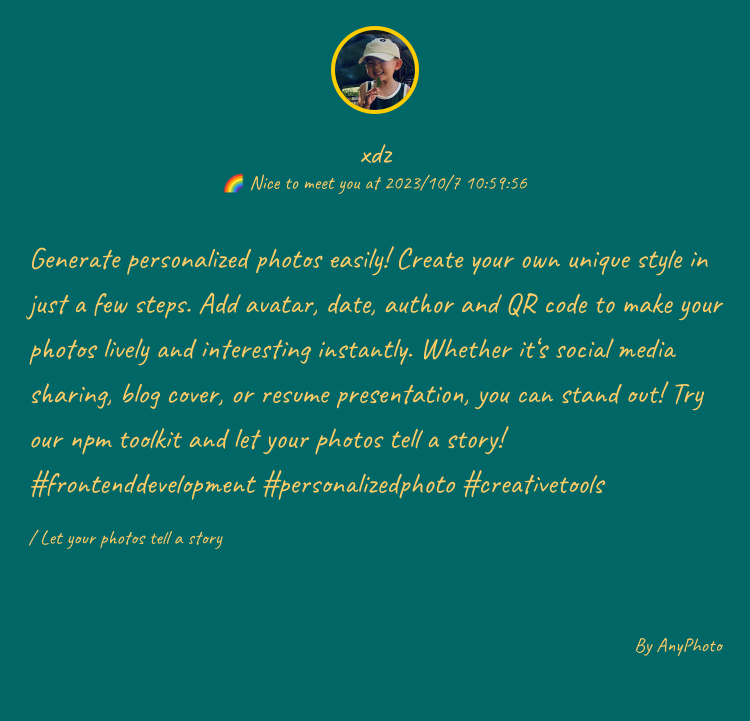 xdz
🌈 Nice to meet you at 2023/10/7 10:59:56
Generate personalized photos easily! Create your own unique style in
just a few steps. Add avatar, date, author and QR code to make your
photos lively and interesting instantly. Whether it‘s social media
sharing, blog cover, or resume presentation, you can stand out! Try
our npm toolkit and let your photos tell a story!
#frontenddevelopment #personalizedphoto #creativetools
/ Let your photos tell a story
By AnyPhoto